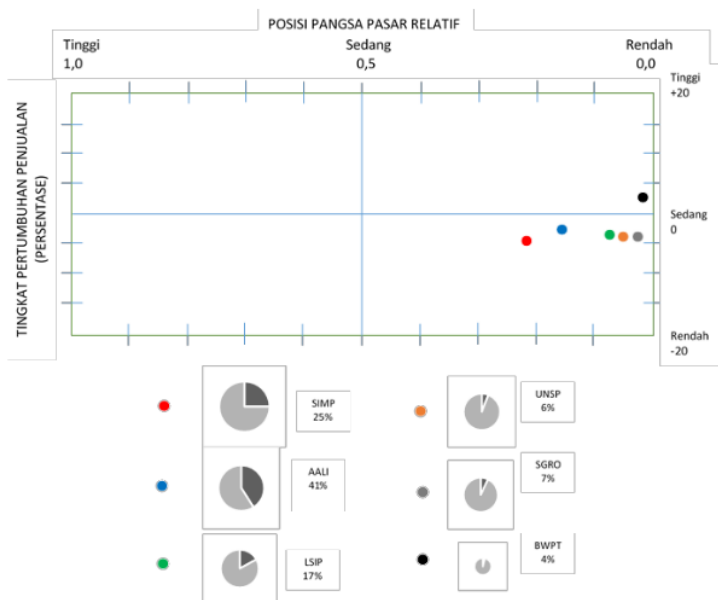 POSISI PANGSA PASAR RELATIF
Tinggi Sedang Rendah
1,0 0,5 0,0
Tinggi
+20
TINGKAT PERTUMBUHAN PENJUALAN
(PERSENTASE)
Sedang
0
Rendah
-20
SIMP
25%
UNSP
6%
AALI
41%
SGRO
7%
LSIP
17%
BWPT
4%